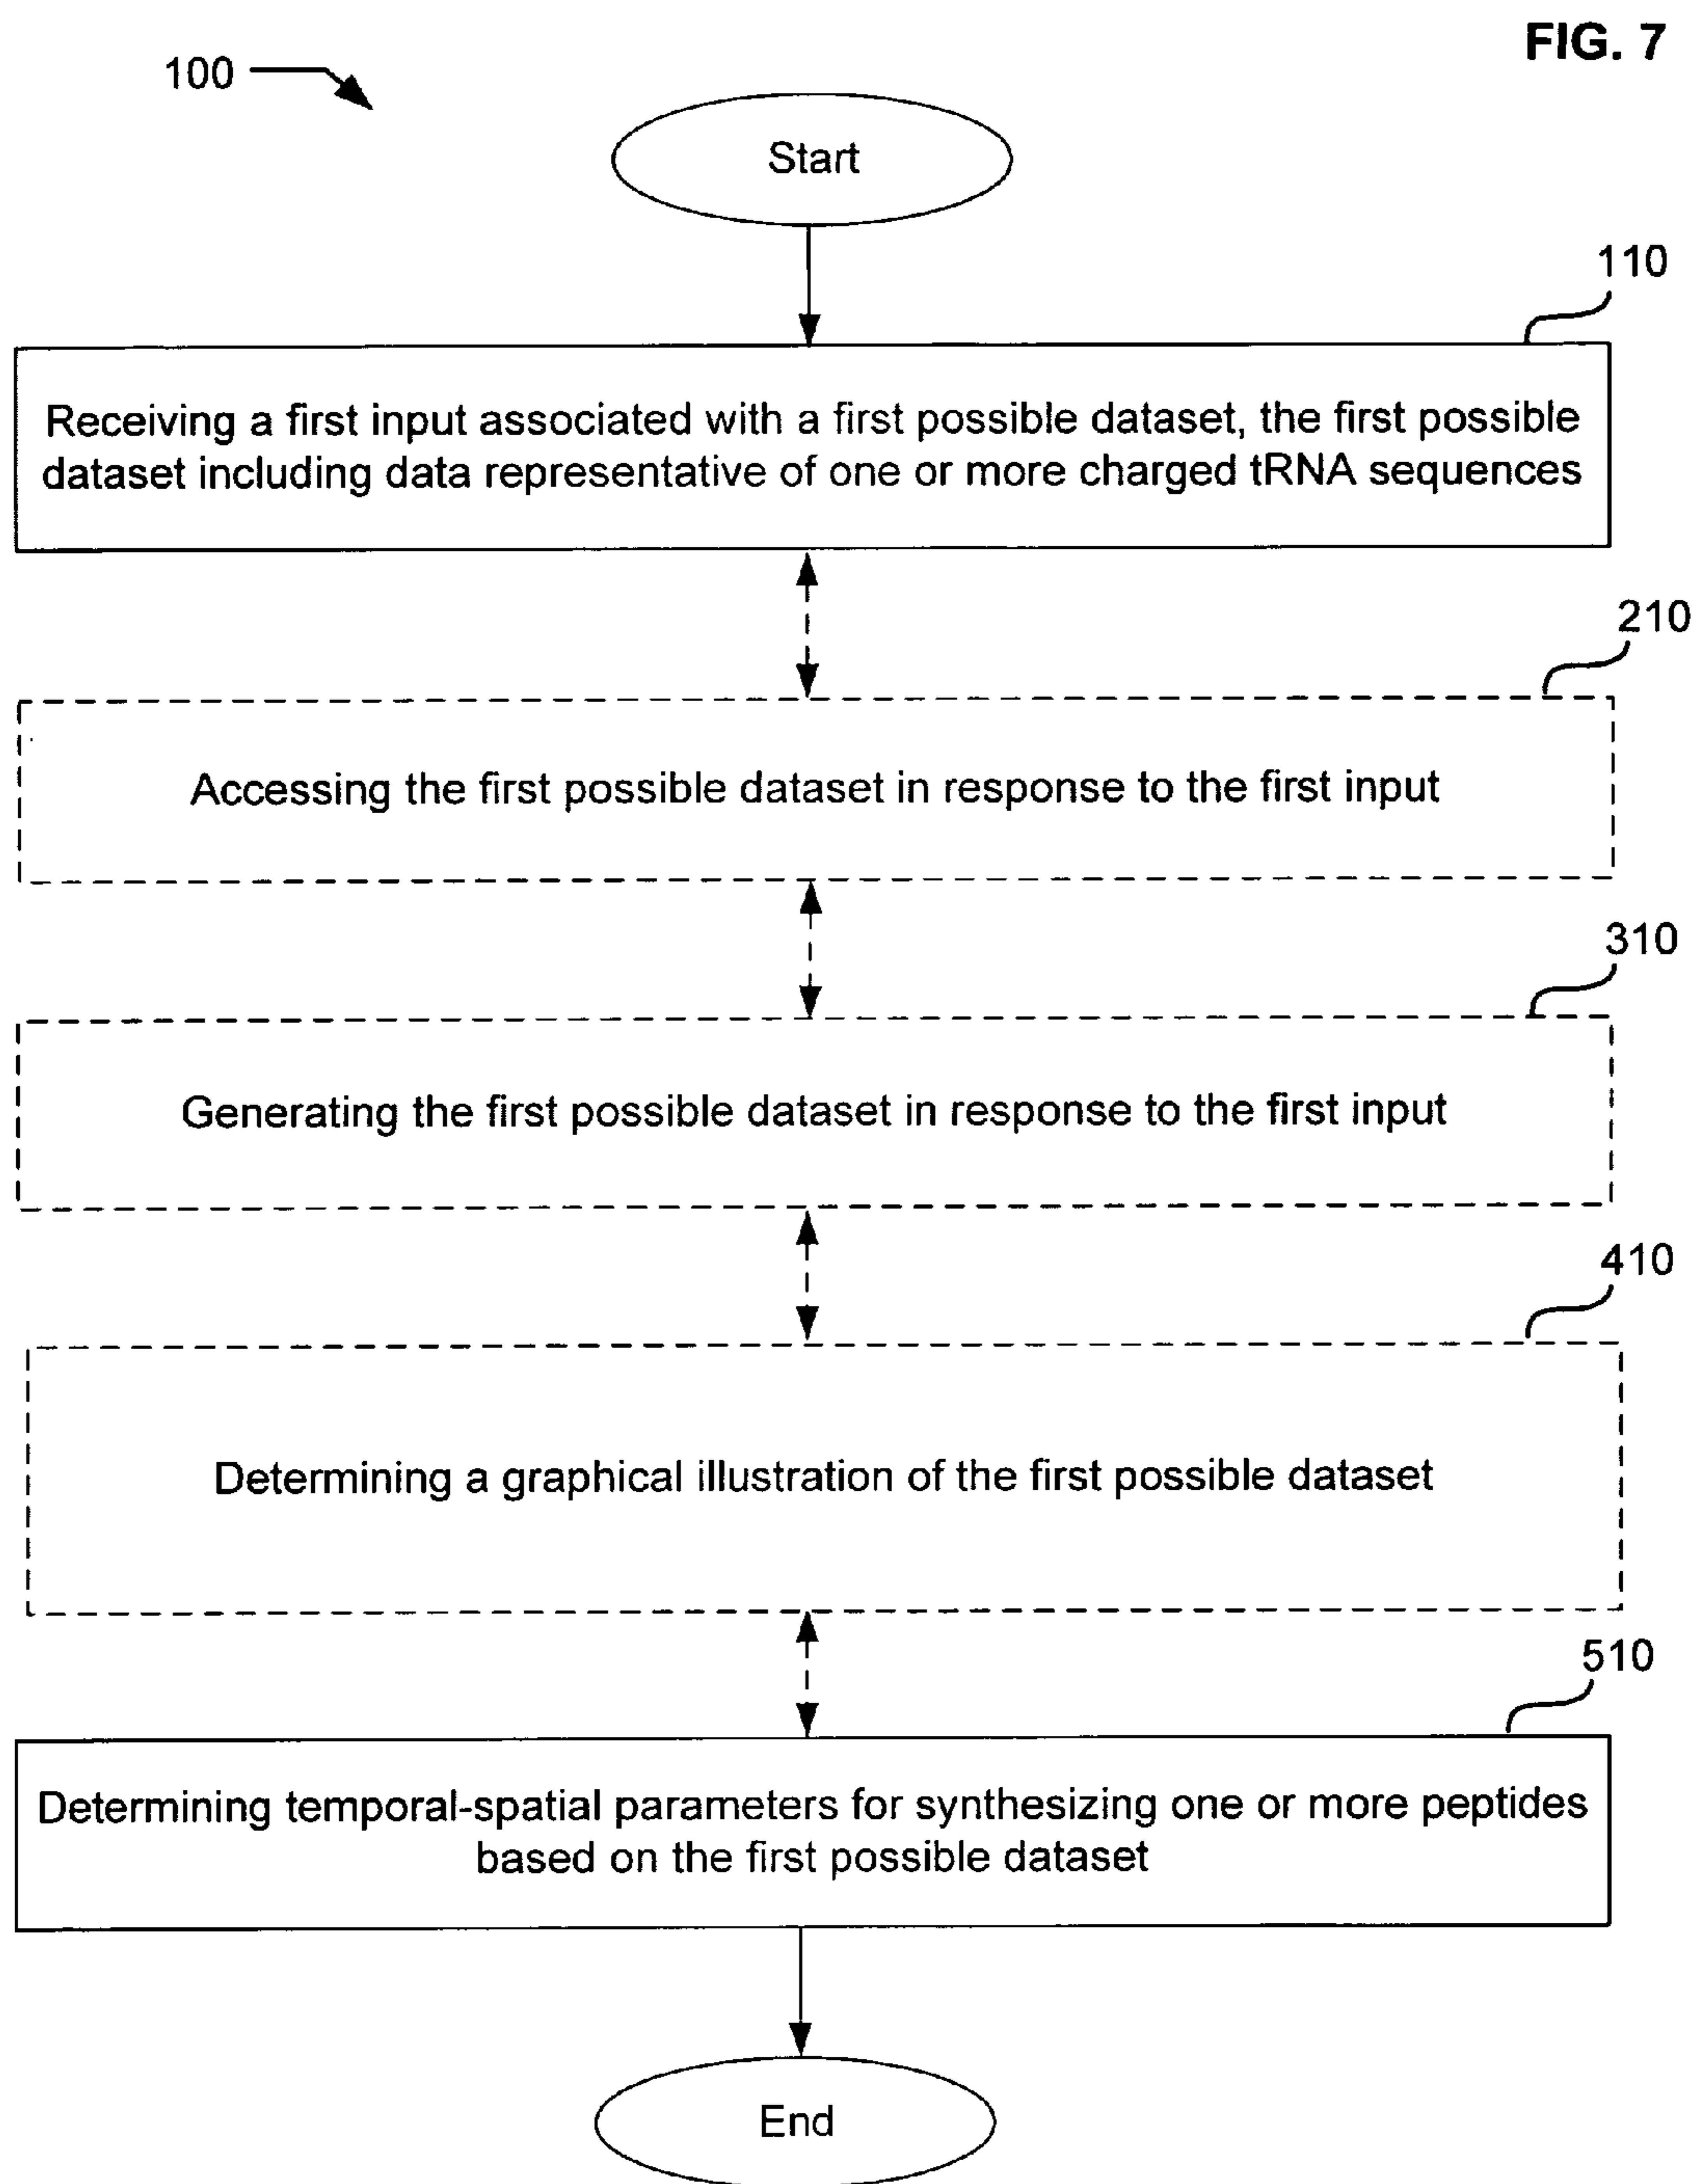 FIG. 7
100
Start
110
Receiving a first input associated with a first possible dataset, the first possible
dataset including data representative of one or more charged tRNA sequences
210
Accessing the first possible dataset in response to the first input
310
Generating the first possible dataset in response to the first input
410
Determining a graphical illustration of the first possible dataset
510
Determining temporal-spatial parameters for synthesizing one or more peptides
based on the first possible dataset
End